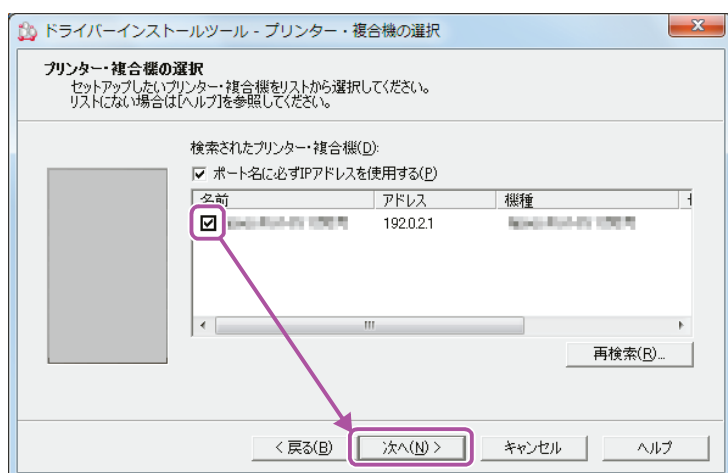 ドライバーインストールツール - プリンター・複合機の選択
プリンター・複合機の選択
セットアップしたいプリンター・複合機をリストから選択してください。
リストにない場合は[ヘルプ]を参照してください。
検索されたプリンター・複合機(D):
ポート名に必ずIPアドレスを使用する(P)
名前 アドレス 機種
192.0.2.1
再検索(R)...
< 戻る(B) 次へ(N) > キャンセル ヘルプ